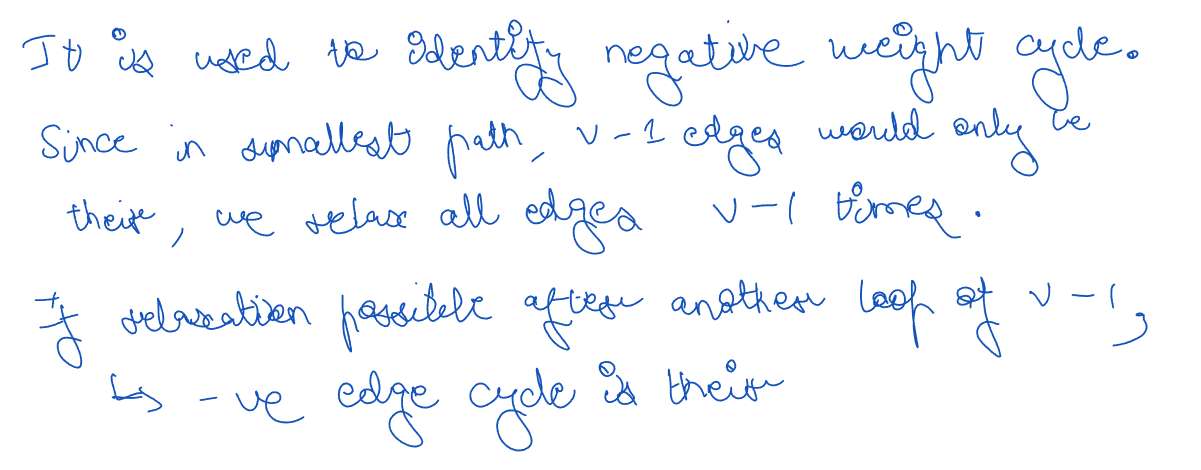 It is used to identify negative weight cycle.
Since in smallest path, v-1 edges would only be
their, we relax all edges v-1 times.
If relaxation possible after another loop of v-1,
↳ -ve edge cycle is their